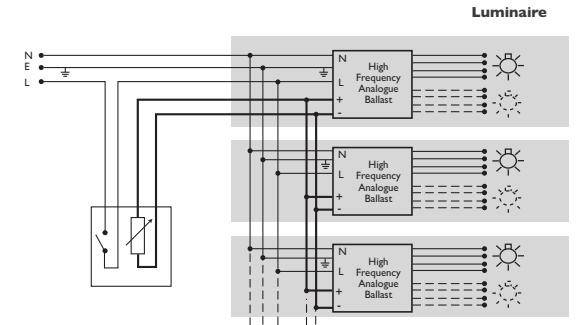 Luminaire
N
E
L
N
L
+
-
High
Frequency
Analogue
Ballast
N
L
+
-
High
Frequency
Analogue
Ballast
N
L
+
-
High
Frequency
Analogue
Ballast